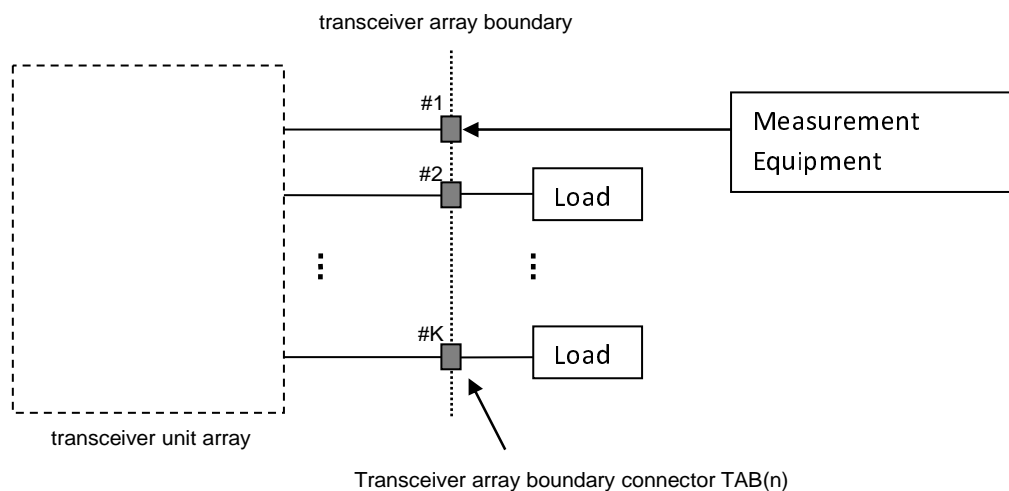 transceiver array boundary
#1
Measurement
Equipment
#2
Load
#K
Load
transceiver unit array
Transceiver array boundary connector TAB(n)